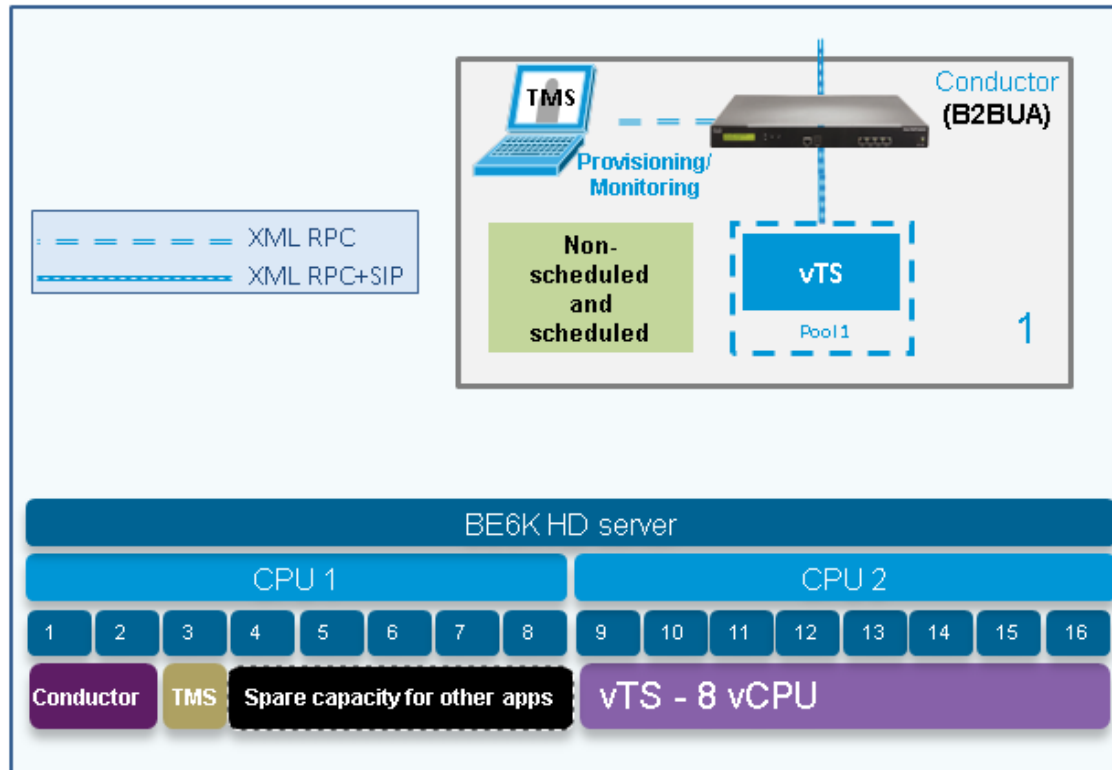 TMS
Conductor
(B2BUA)
Provisioning/
Monitoring
XML RPC
XML RPC+SIP
Non-
scheduled
and
scheduled
vTS
Pool 1
1
BE6K HD server
CPU 1
CPU 2
1 2 3 4 5 6 7 8 9 10 11 12 13 14 15 16
Conductor
TMS
Spare capacity for other apps
vTS - 8 vCPU